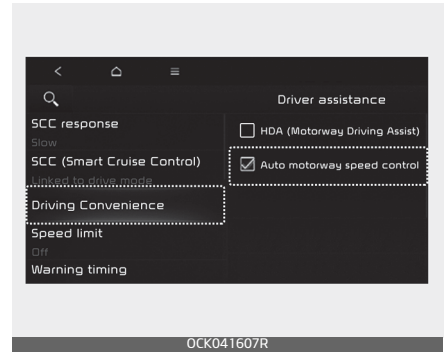 Driver assistance
SCC response
Slow
SCC (Smart Cruise Control)
Linked to drive mode
Driving Convenience
Speed limit
Off
Warning timing
HDA (Motorway Driving Assist)
Auto motorway speed control
OCK041607R